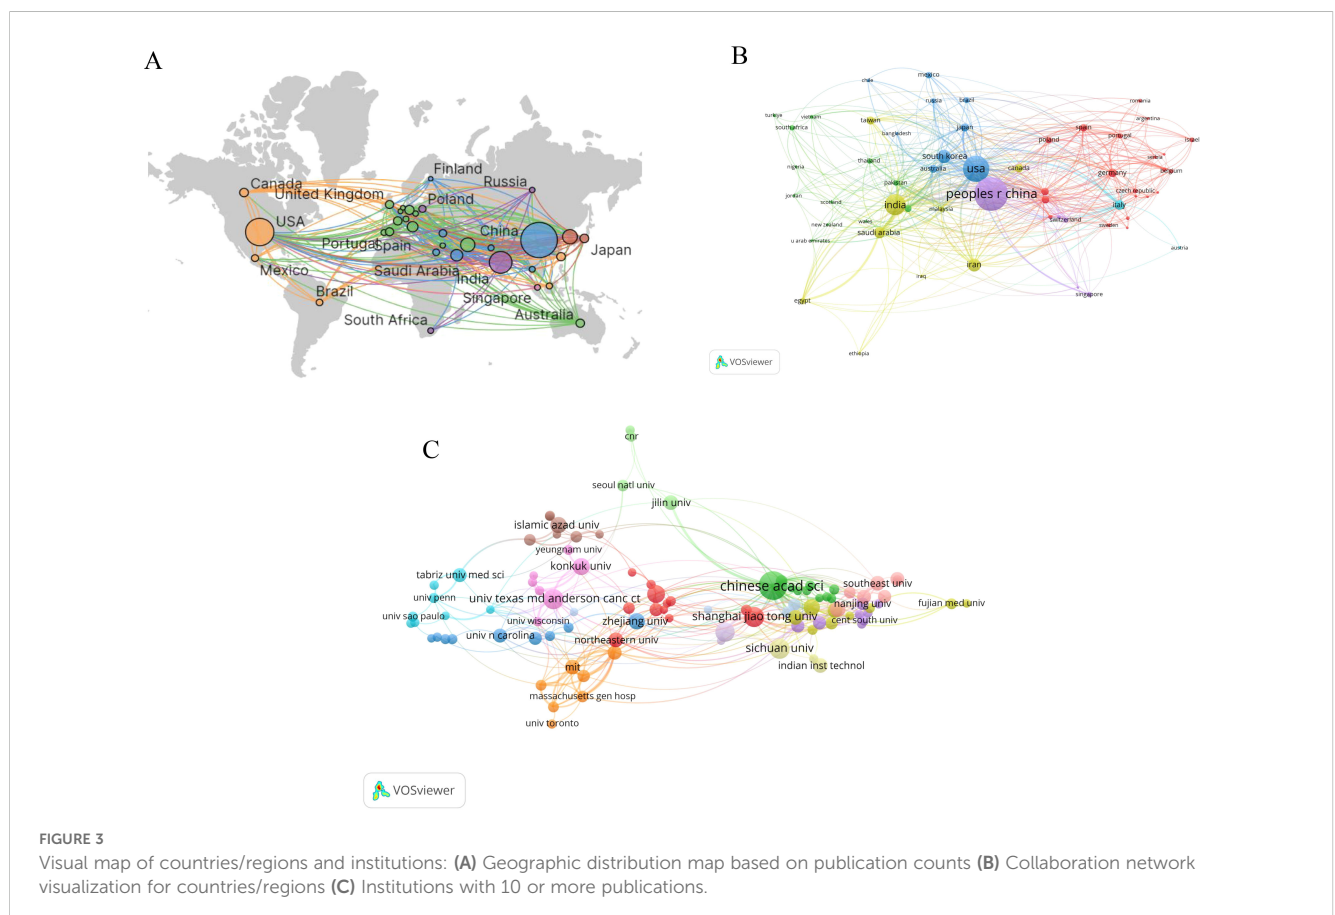 A
Canada
United Kingdom
Finland
Russia
Poland
USA
Portugal
Spain
China
Japan
Mexico
Saudi Arabia
India
Brazil
Singapore
South Africa
Australia
B
chile
mexico
russia
brazil
romania
turkiye
vietnam
taiwan
argentina
south africa
bangladesh
japan
spain
portugal
poland
israel
south korea
serbia
thailand
nigeria
australia
usa
canada
germany
belgium
pakistan
jordan
scotland
peoples r china
czech republic
india
malaysia
italy
new zealand
wales
switzerland
sweden
u arab emirates
saudi arabia
austria
iran
iraq
egypt
singapore
ethiopia
VOSviewer
C
cnr
seoul natl univ
jilin univ
islamic azad univ
yeungnam univ
konkuk univ
tabriz univ med sci
chinese acad sci
southeast univ
univ penn
univ texas md anderson canc ct
nanjing univ
fujian med univ
univ sao paulo
univ wisconsin
zhejiang univ
shanghai jiao tong univ
cent south univ
univ n carolina
northeastern univ
sichuan univ
mit
indian inst technol
massachusetts gen hosp
univ toronto
VOSviewer
FIGURE 3
Visual map of countries/regions and institutions: (A) Geographic distribution map based on publication counts (B) Collaboration network
visualization for countries/regions (C) Institutions with 10 or more publications.